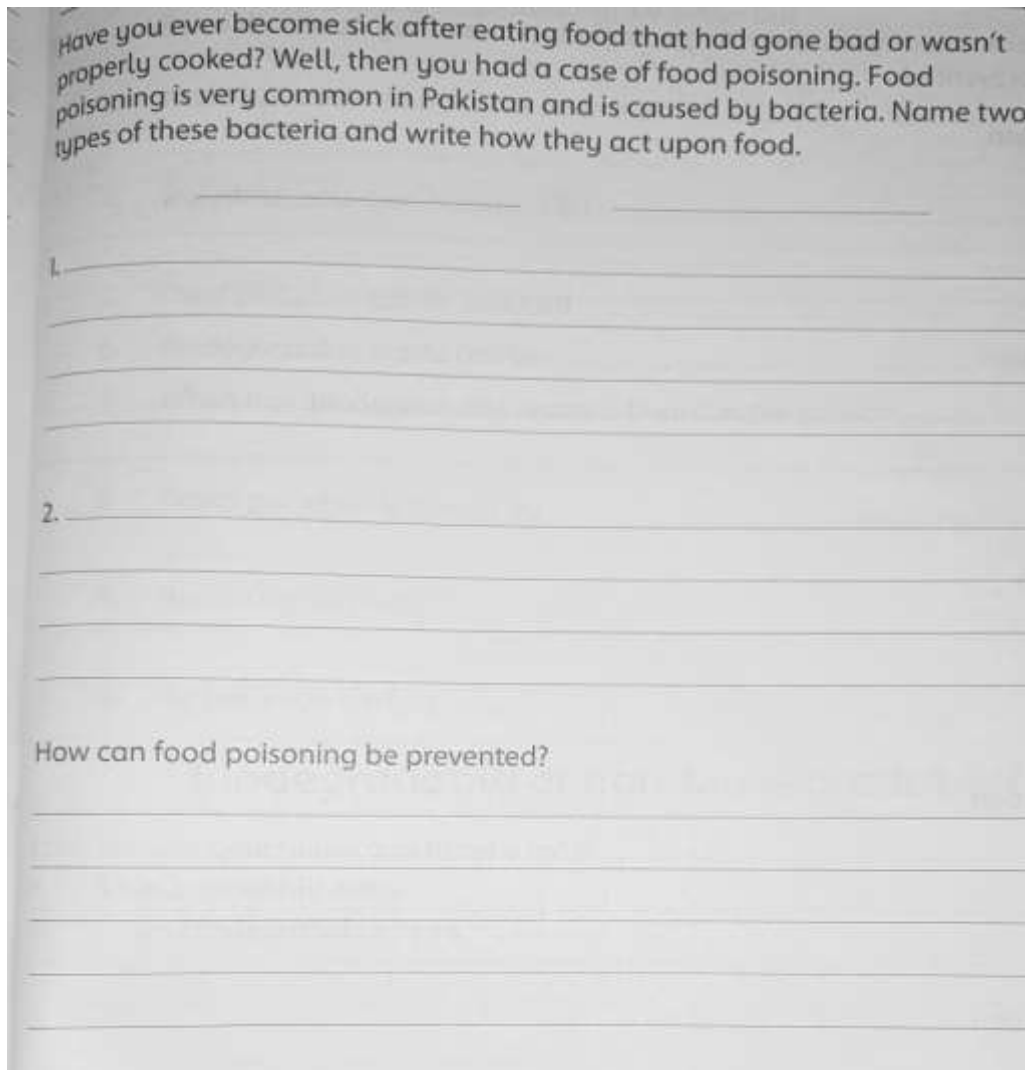 Have you ever become sick after eating food that had gone bad or wasn't
properly cooked? Well, then you had a case of food poisoning. Food
poisoning is very common in Pakistan and is caused by bacteria. Name two
types of these bacteria and write how they act upon food.
1.
2.
How can food poisoning be prevented?